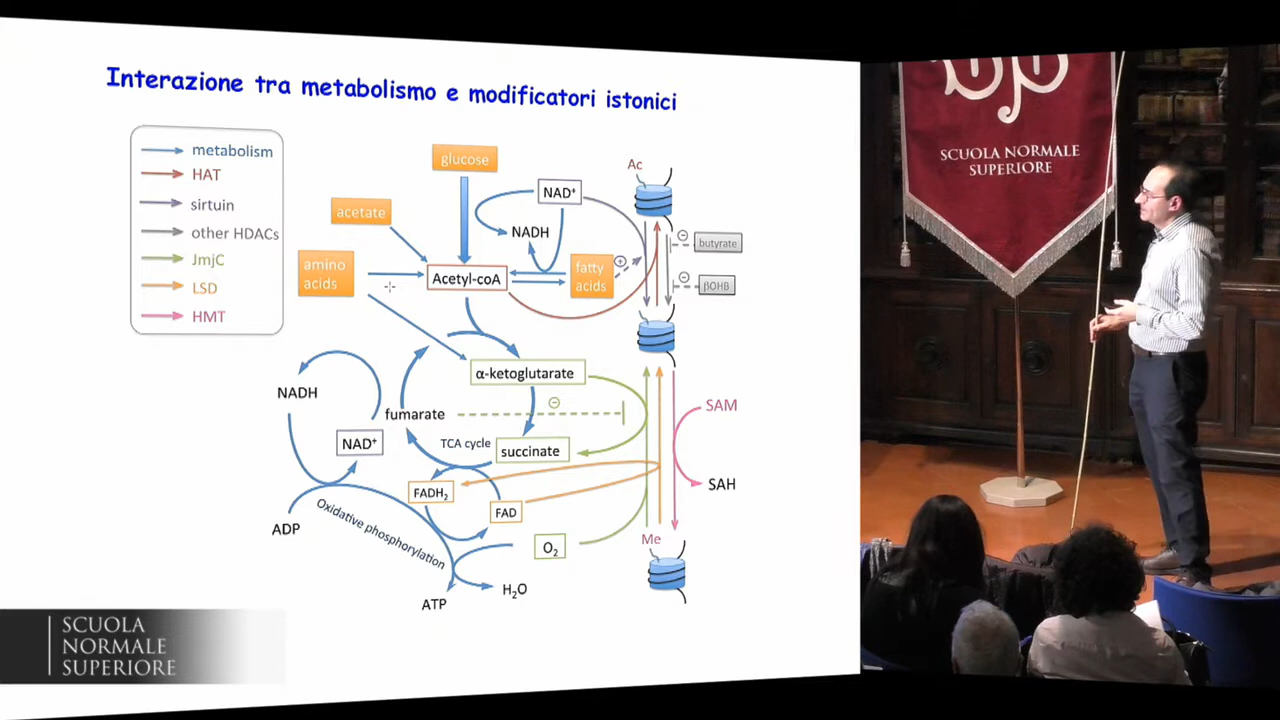 Interazione tra metabolismo e modificatori istonici
metabolism
HAT
sirtuin
other HDACs
JmjC
LSD
HMT
glucose
acetate
amino
acids
Acetyl-coA
NAD⁺
NADH
fatty
acids
Ac
butyrate
βOHB
α-ketoglutarate
fumarate
TCA cycle
succinate
NADH
NAD⁺
FADH₂
FAD
ADP
Oxidative phosphorylation
O₂
H₂O
ATP
SAM
SAH
Me
SCUOLA NORMALE
SUPERIORE
SCUOLA
NORMALE
SUPERIORE